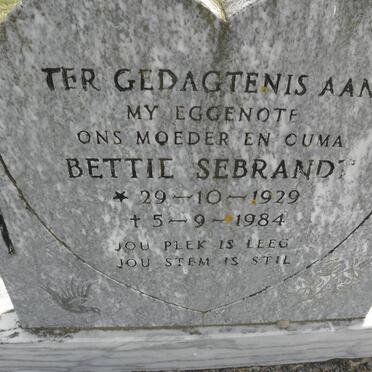 TER GEDAGTENIS AAN
MY EGGENOTE
ONS MOEDER EN OUMA
BETTIE SEBRANDT
* 29-10-1929
† 5-9-1984
JOU PLEK IS LEEG
JOU STEM IS STIL